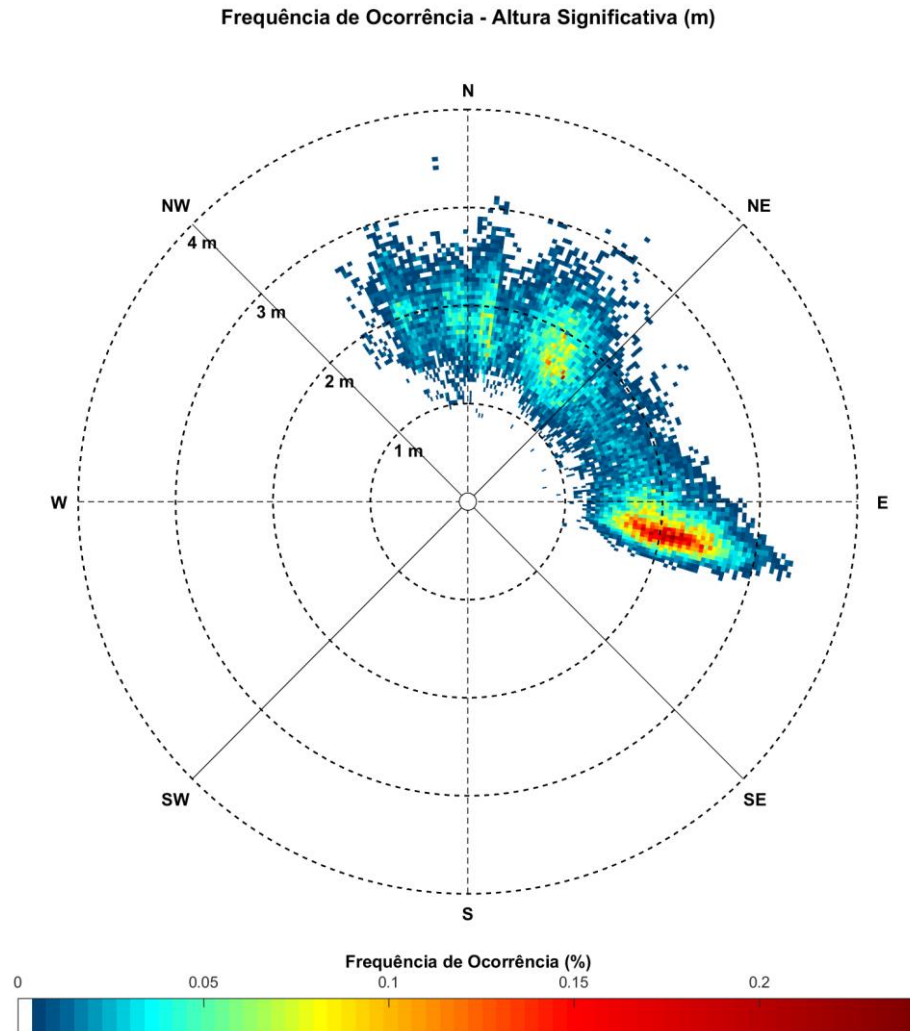 Frequência de Ocorrência - Altura Significativa (m)
N
NW
NE
4 m
3 m
2 m
1 m
W
E
SW
SE
S
Frequência de Ocorrência (%)
0 0.05 0.1 0.15 0.2